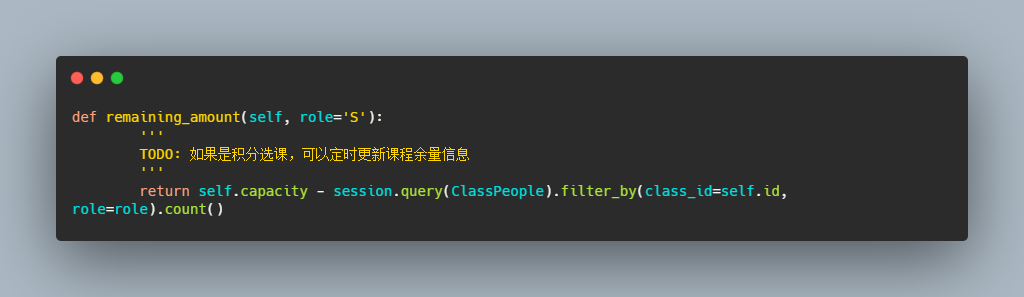 def remaining_amount(self, role='S'):
        '''
        TODO: 如果是积分选课，可以定时更新课程余量信息
        '''
        return self.capacity - session.query(ClassPeople).filter_by(class_id=self.id,
role=role).count()